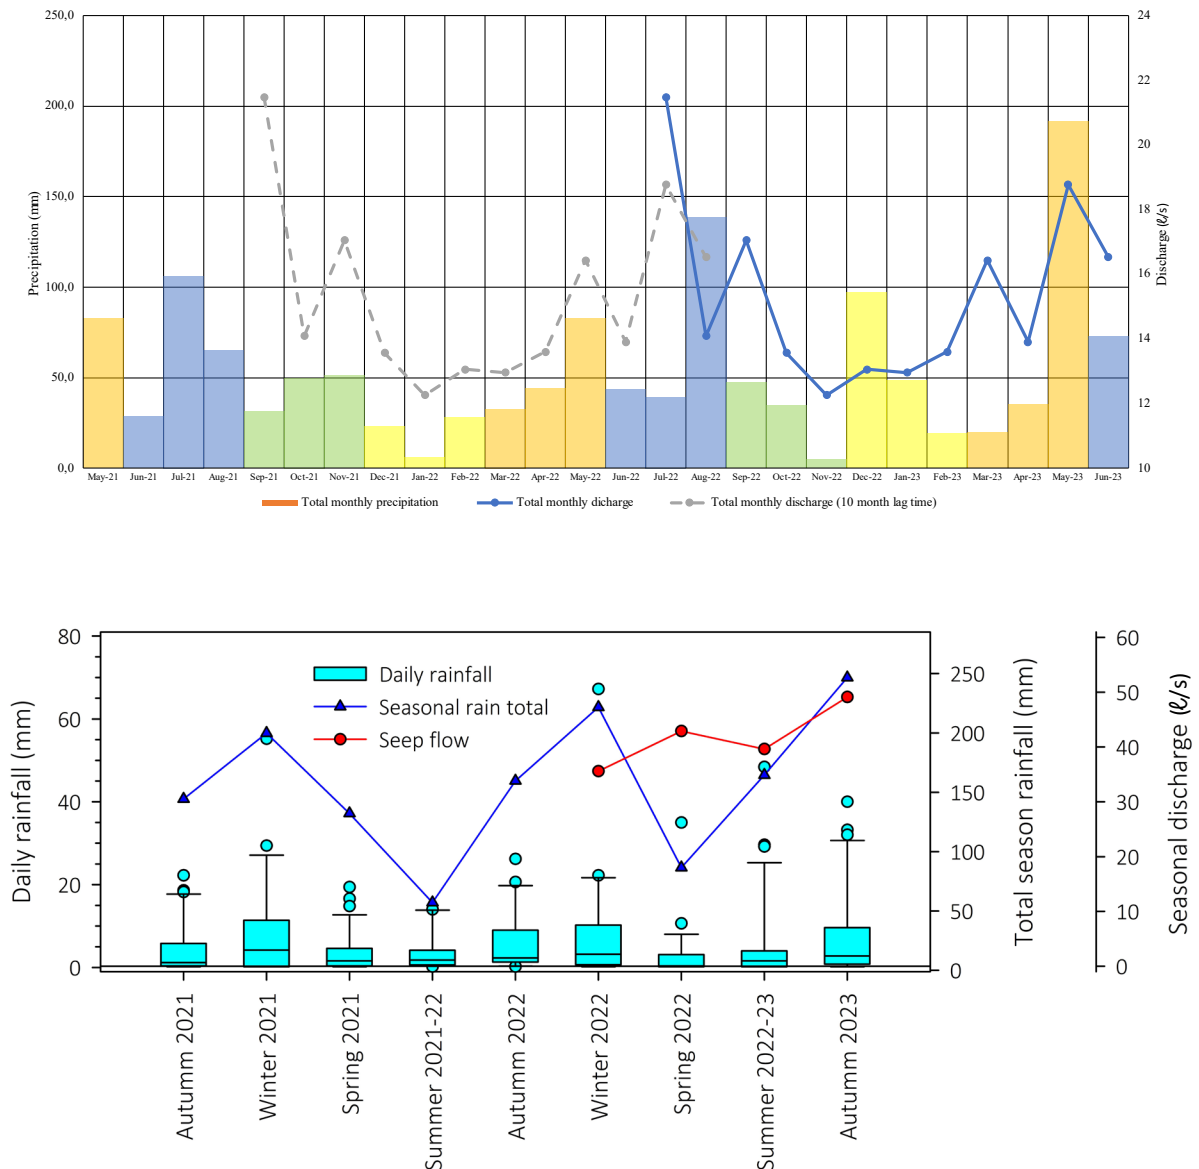 250,0
200,0
150,0
100,0
50,0
0,0
Precipitation (mm)
24
22
20
18
16
14
12
10
Discharge (ℓ/s)
May-21 Jun-21 Jul-21 Aug-21 Sep-21 Oct-21 Nov-21 Dec-21 Jan-22 Feb-22 Mar-22 Apr-22 May-22 Jun-22 Jul-22 Aug-22 Sep-22 Oct-22 Nov-22 Dec-22 Jan-23 Feb-23 Mar-23 Apr-23 May-23 Jun-23
Total monthly precipitation Total monthly dicharge Total monthly discharge (10 month lag time)
80
60
40
20
0
Daily rainfall (mm)
Daily rainfall
Seasonal rain total
Seep flow
250
200
150
100
50
0
Total season rainfall (mm)
60
50
40
30
20
10
0
Seasonal discharge (ℓ/s)
Autumm 2021
Winter 2021
Spring 2021
Summer 2021-22
Autumm 2022
Winter 2022
Spring 2022
Summer 2022-23
Autumm 2023